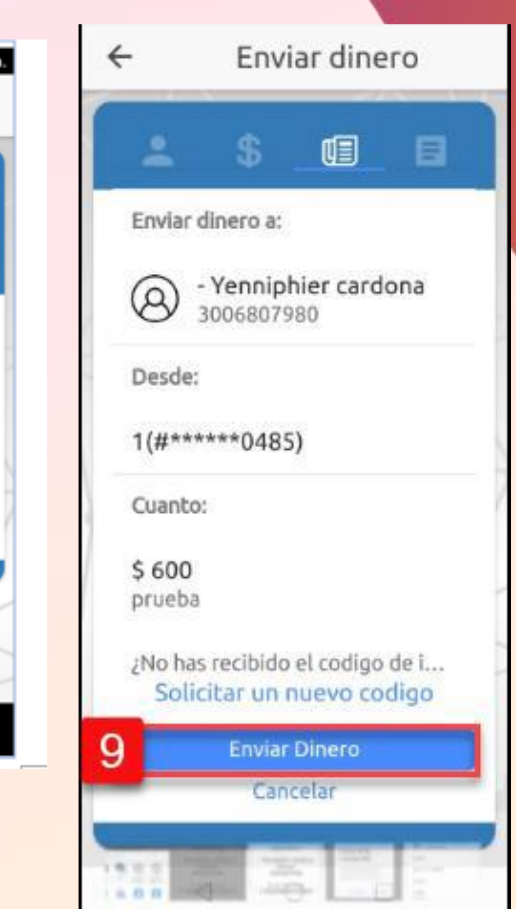 Enviar dinero
Enviar dinero a:
- Yenniphier cardona
3006807980
Desde:
1(#******0485)
Cuanto:
$ 600
prueba
¿No has recibido el codigo de i...
Solicitar un nuevo codigo
9
Enviar Dinero
Cancelar